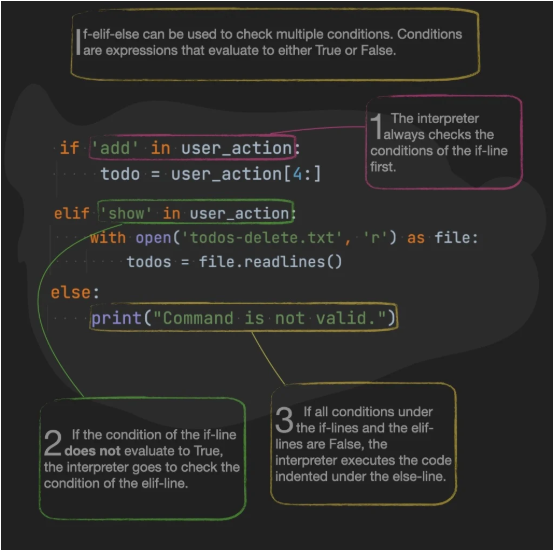 If-elif-else can be used to check multiple conditions. Conditions
are expressions that evaluate to either True or False.
1 The interpreter
always checks the
conditions of the if-line
first.
if 'add' in user_action:
todo = user_action[4:]
elif 'show' in user_action:
with open('todos-delete.txt', 'r') as file:
todos = file.readlines()
else:
print("Command is not valid.")
2 If the condition of the if-line
does not evaluate to True,
the interpreter goes to check the
condition of the elif-line.
3 If all conditions under
the if-lines and the elif-
lines are False, the
interpreter executes the code
indented under the else-line.